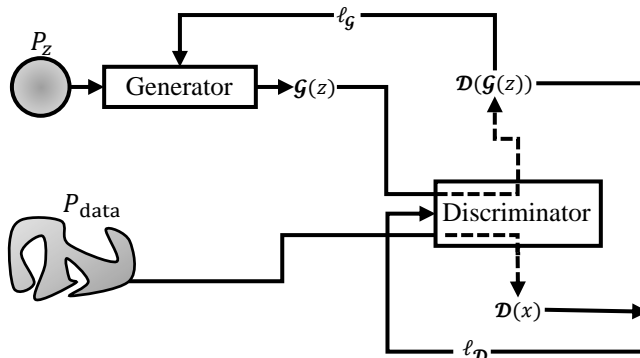 ℓ𝓖
P_z
Generator
𝓖(z)
𝓓(𝓖(z))
P_data
Discriminator
𝓓(x)
ℓ𝓓